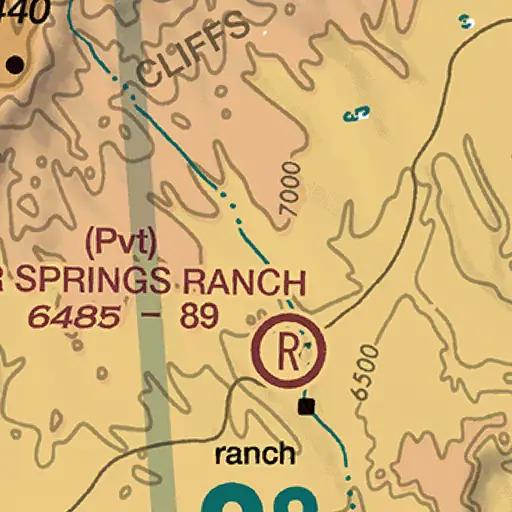 440
CLIFFS
7000
(Pvt)
R SPRINGS RANCH
6485 – 89
R
6500
ranch